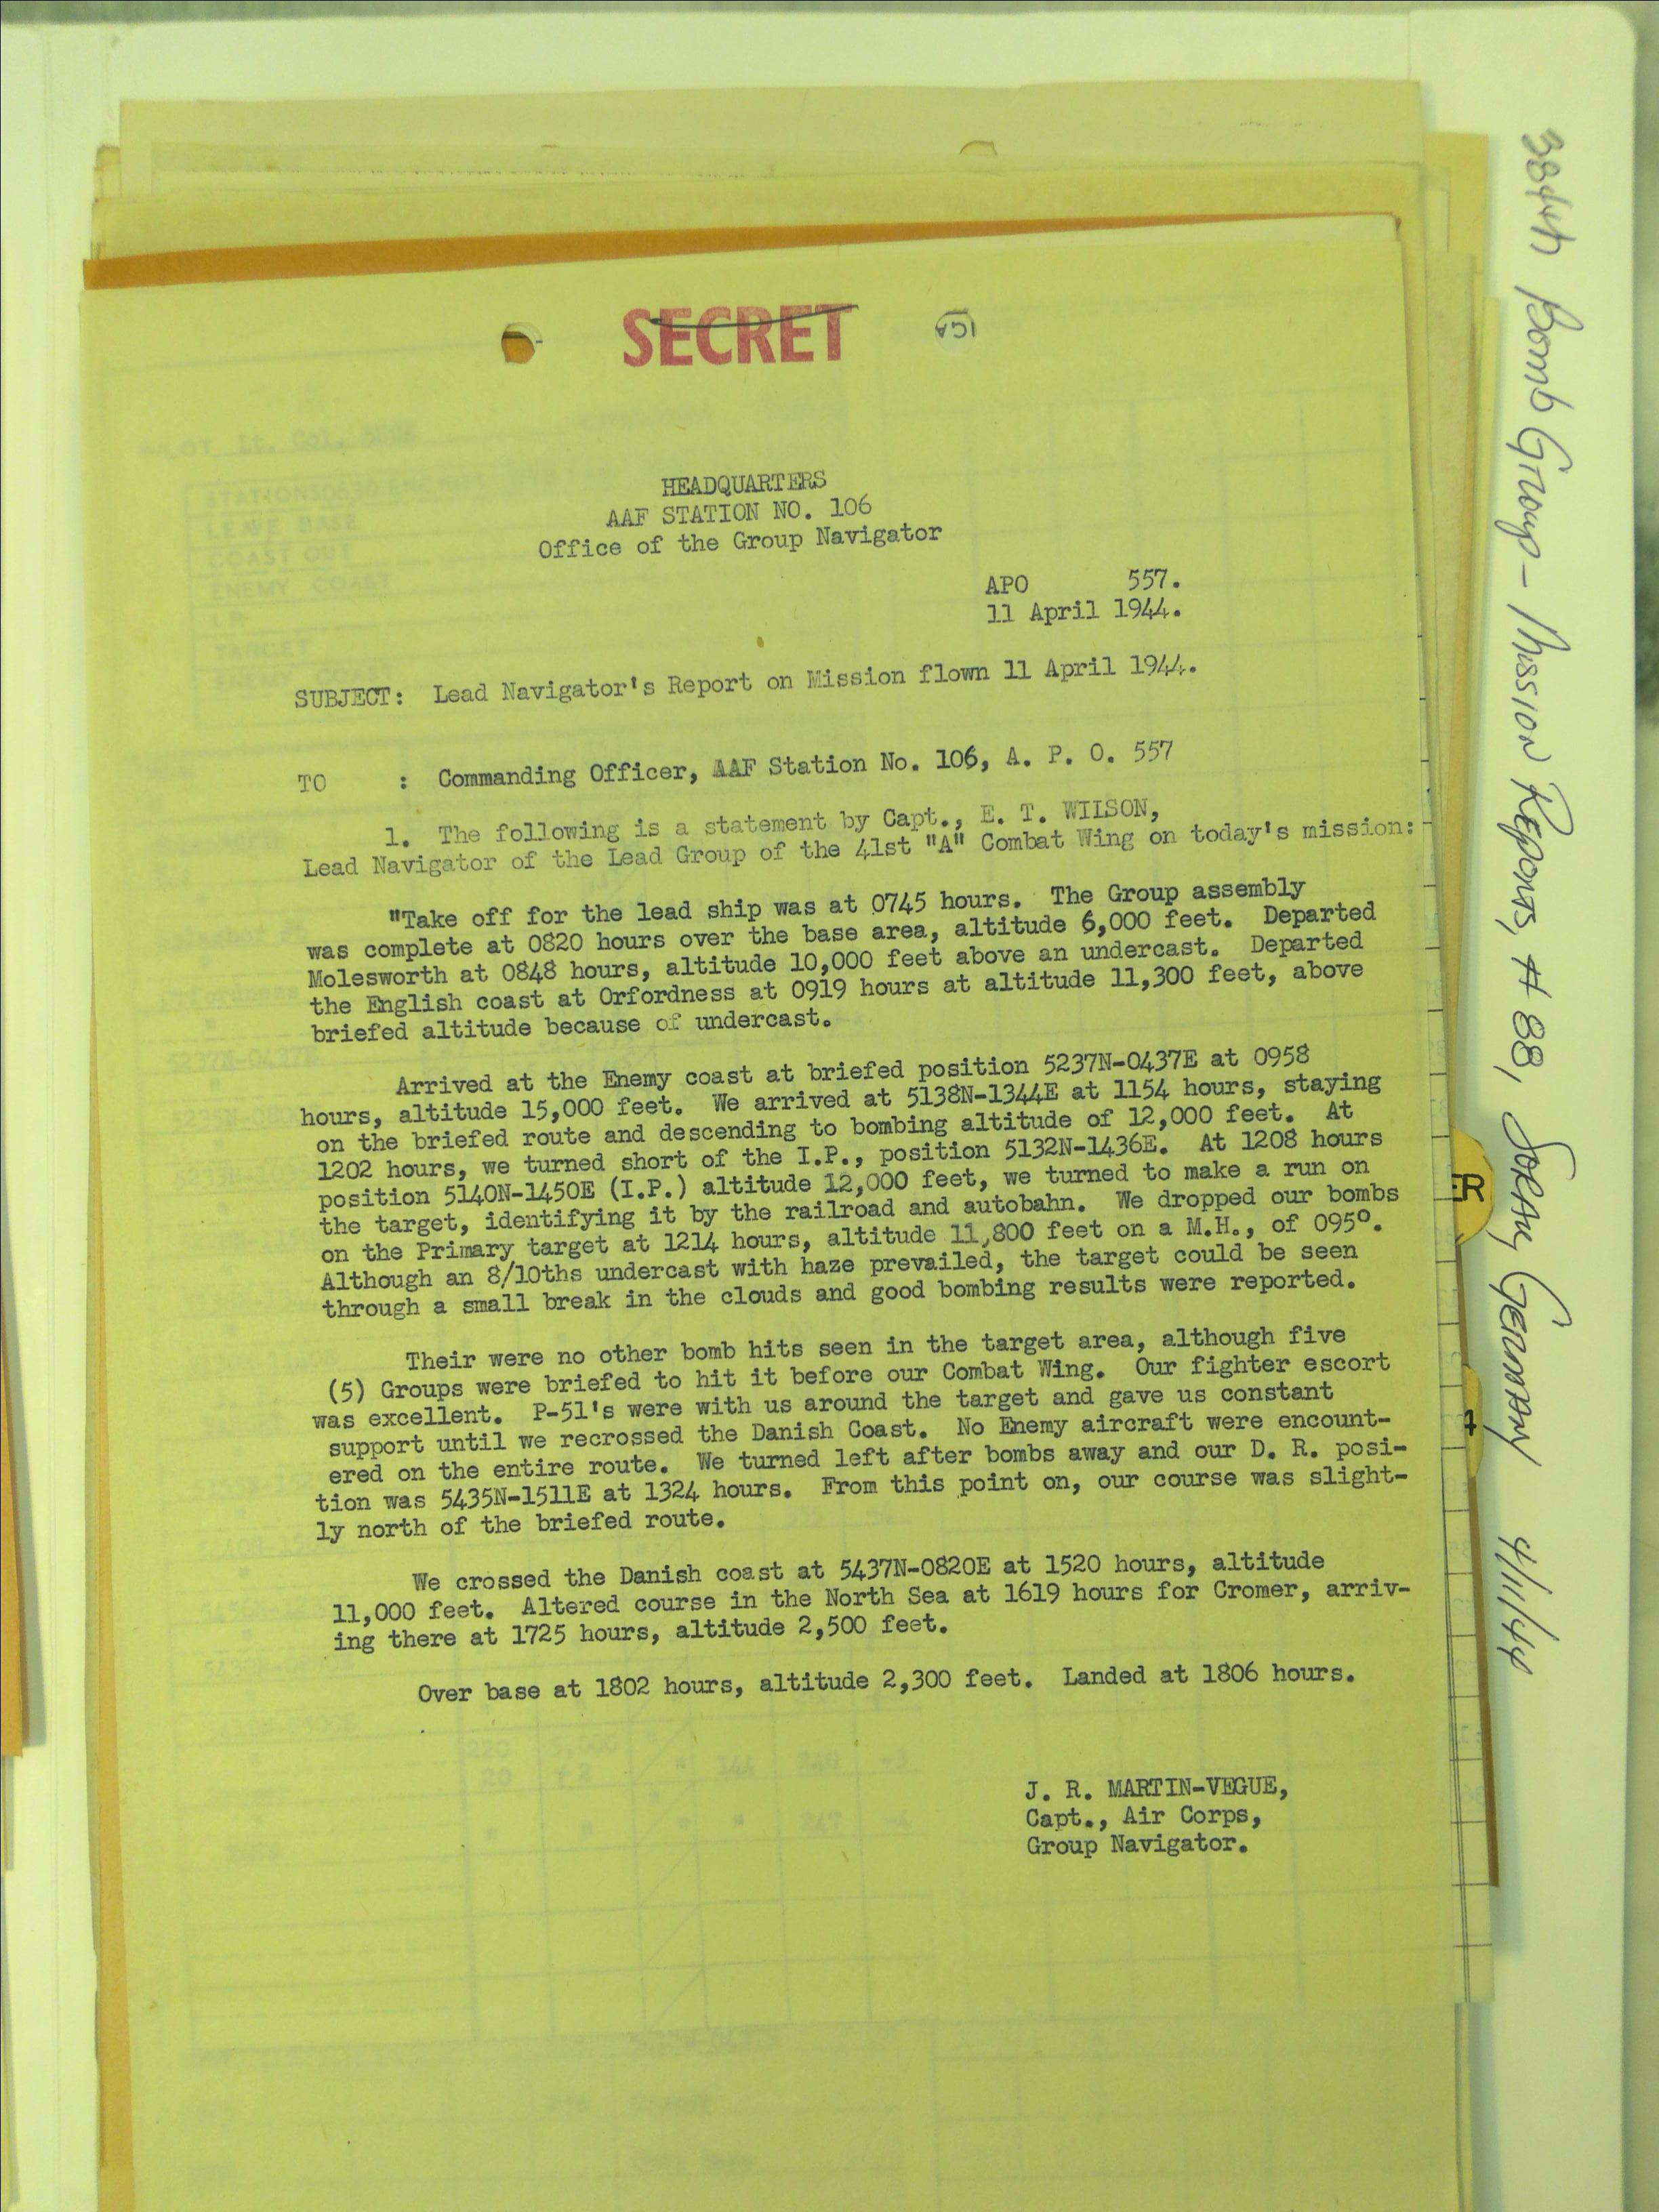 SECRET
HEADQUARTERS
AAF STATION NO. 106
Office of the Group Navigator
APO 557.
11 April 1944.
SUBJECT: Lead Navigator's Report on Mission flown 11 April 1944.
TO : Commanding Officer, AAF Station No. 106, A. P. O. 557
1. The following is a statement by Capt., E. T. WIISON,
Lead Navigator of the Lead Group of the 41st "A" Combat Wing on today's mission:
"Take off for the lead ship was at 0745 hours. The Group assembly
was complete at 0820 hours over the base area, altitude 6,000 feet. Departed
Molesworth at 0848 hours, altitude 10,000 feet above an undercast. Departed
the English coast at Orfordness at 0919 hours at altitude 11,300 feet, above
briefed altitude because of undercast.
Arrived at the Enemy coast at briefed position 5237N-0437E at 0958
hours, altitude 15,000 feet. We arrived at 5138N-1344E at 1154 hours, staying
on the briefed route and descending to bombing altitude of 12,000 feet. At
1202 hours, we turned short of the I.P., position 5132N-1436E. At 1208 hours
position 5140N-1450E (I.P.) altitude 12,000 feet, we turned to make a run on
the target, identifying it by the railroad and autobahn. We dropped our bombs
on the Primary target at 1214 hours, altitude 11,800 feet on a M.H., of 095°.
Although an 8/10ths undercast with haze prevailed, the target could be seen
through a small break in the clouds and good bombing results were reported.
Their were no other bomb hits seen in the target area, although five
(5) Groups were briefed to hit it before our Combat Wing. Our fighter escort
was excellent. P-51's were with us around the target and gave us constant
support until we recrossed the Danish Coast. No Enemy aircraft were encount-
ered on the entire route. We turned left after bombs away and our D. R. posi-
tion was 5435N-1511E at 1324 hours. From this point on, our course was slight-
ly north of the briefed route.
We crossed the Danish coast at 5437N-0820E at 1520 hours, altitude
11,000 feet. Altered course in the North Sea at 1619 hours for Cromer, arriv-
ing there at 1725 hours, altitude 2,500 feet.
Over base at 1802 hours, altitude 2,300 feet. Landed at 1806 hours.
J. R. MARTIN-VEGUE,
Capt., Air Corps,
Group Navigator.
384th Bomb Group - Mission Reports, # 88, Sorau Germany 4/11/44
ER
4